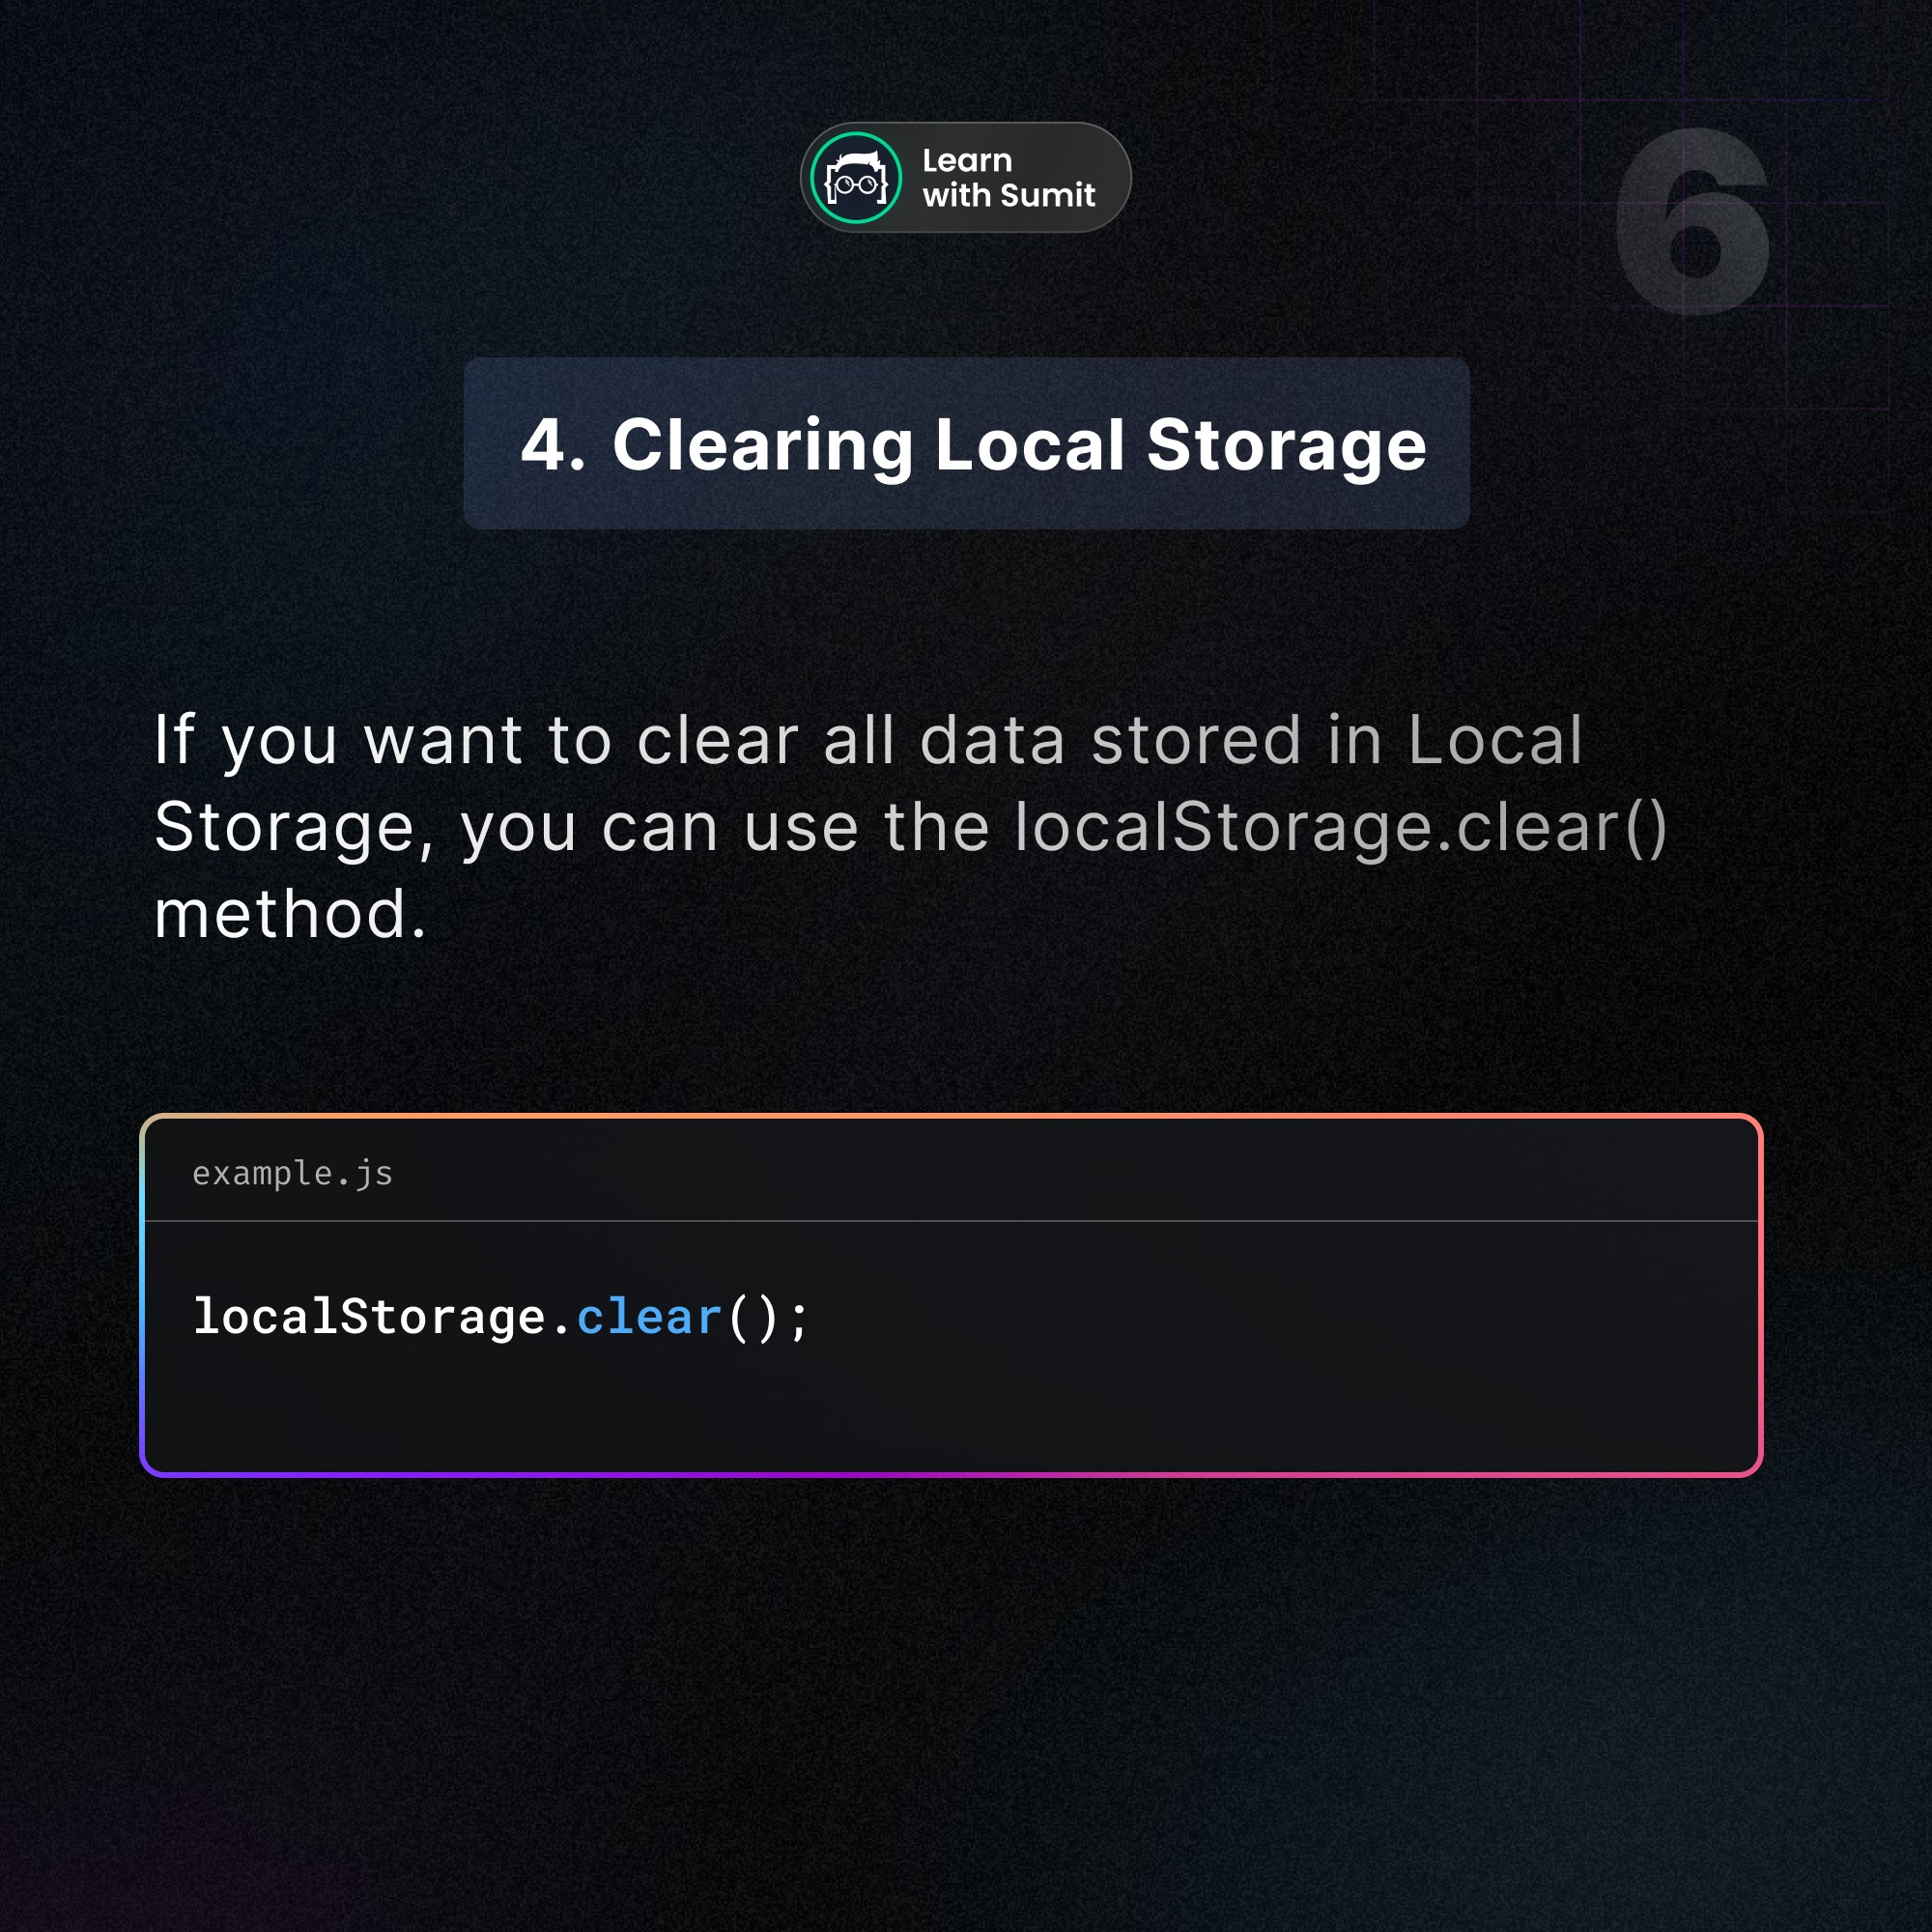 Learn
with Sumit
6
4. Clearing Local Storage
If you want to clear all data stored in Local
Storage, you can use the localStorage.clear()
method.
example.js
localStorage.clear();